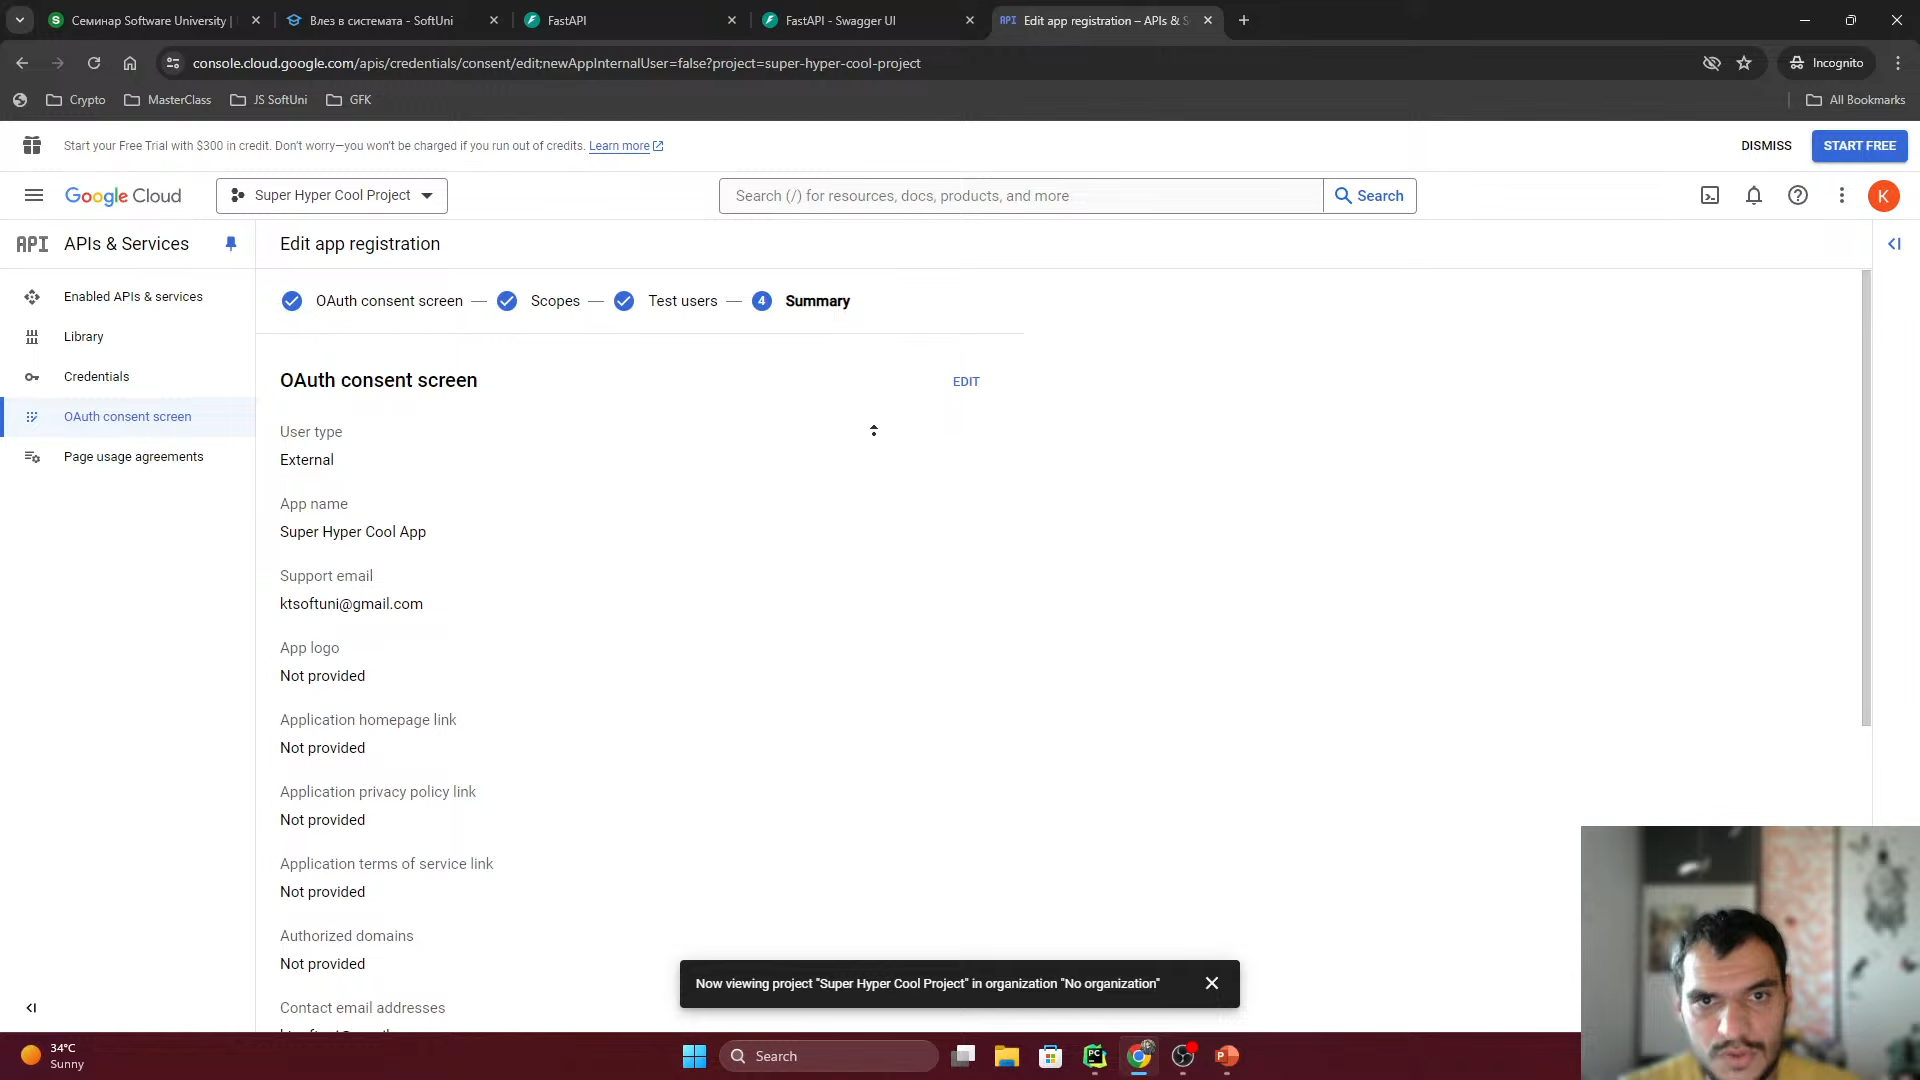 Семинар Software University |
Влез в системата - SoftUni
FastAPI
FastAPI - Swagger UI
API Edit app registration – APIs & S
console.cloud.google.com/apis/credentials/consent/edit;newAppInternalUser=false?project=super-hyper-cool-project
Incognito
Crypto
MasterClass
JS SoftUni
GFK
All Bookmarks
Start your Free Trial with $300 in credit. Don't worry—you won't be charged if you run out of credits. Learn more
DISMISS
START FREE
Google Cloud
Super Hyper Cool Project
Search (/) for resources, docs, products, and more
Search
K
API APIs & Services
Edit app registration
Enabled APIs & services
Library
Credentials
OAuth consent screen
Page usage agreements
OAuth consent screen — Scopes — Test users — 4 Summary
OAuth consent screen
EDIT
User type
External
App name
Super Hyper Cool App
Support email
ktsoftuni@gmail.com
App logo
Not provided
Application homepage link
Not provided
Application privacy policy link
Not provided
Application terms of service link
Not provided
Authorized domains
Not provided
Contact email addresses
Now viewing project "Super Hyper Cool Project" in organization "No organization"
34°C
Sunny
Search